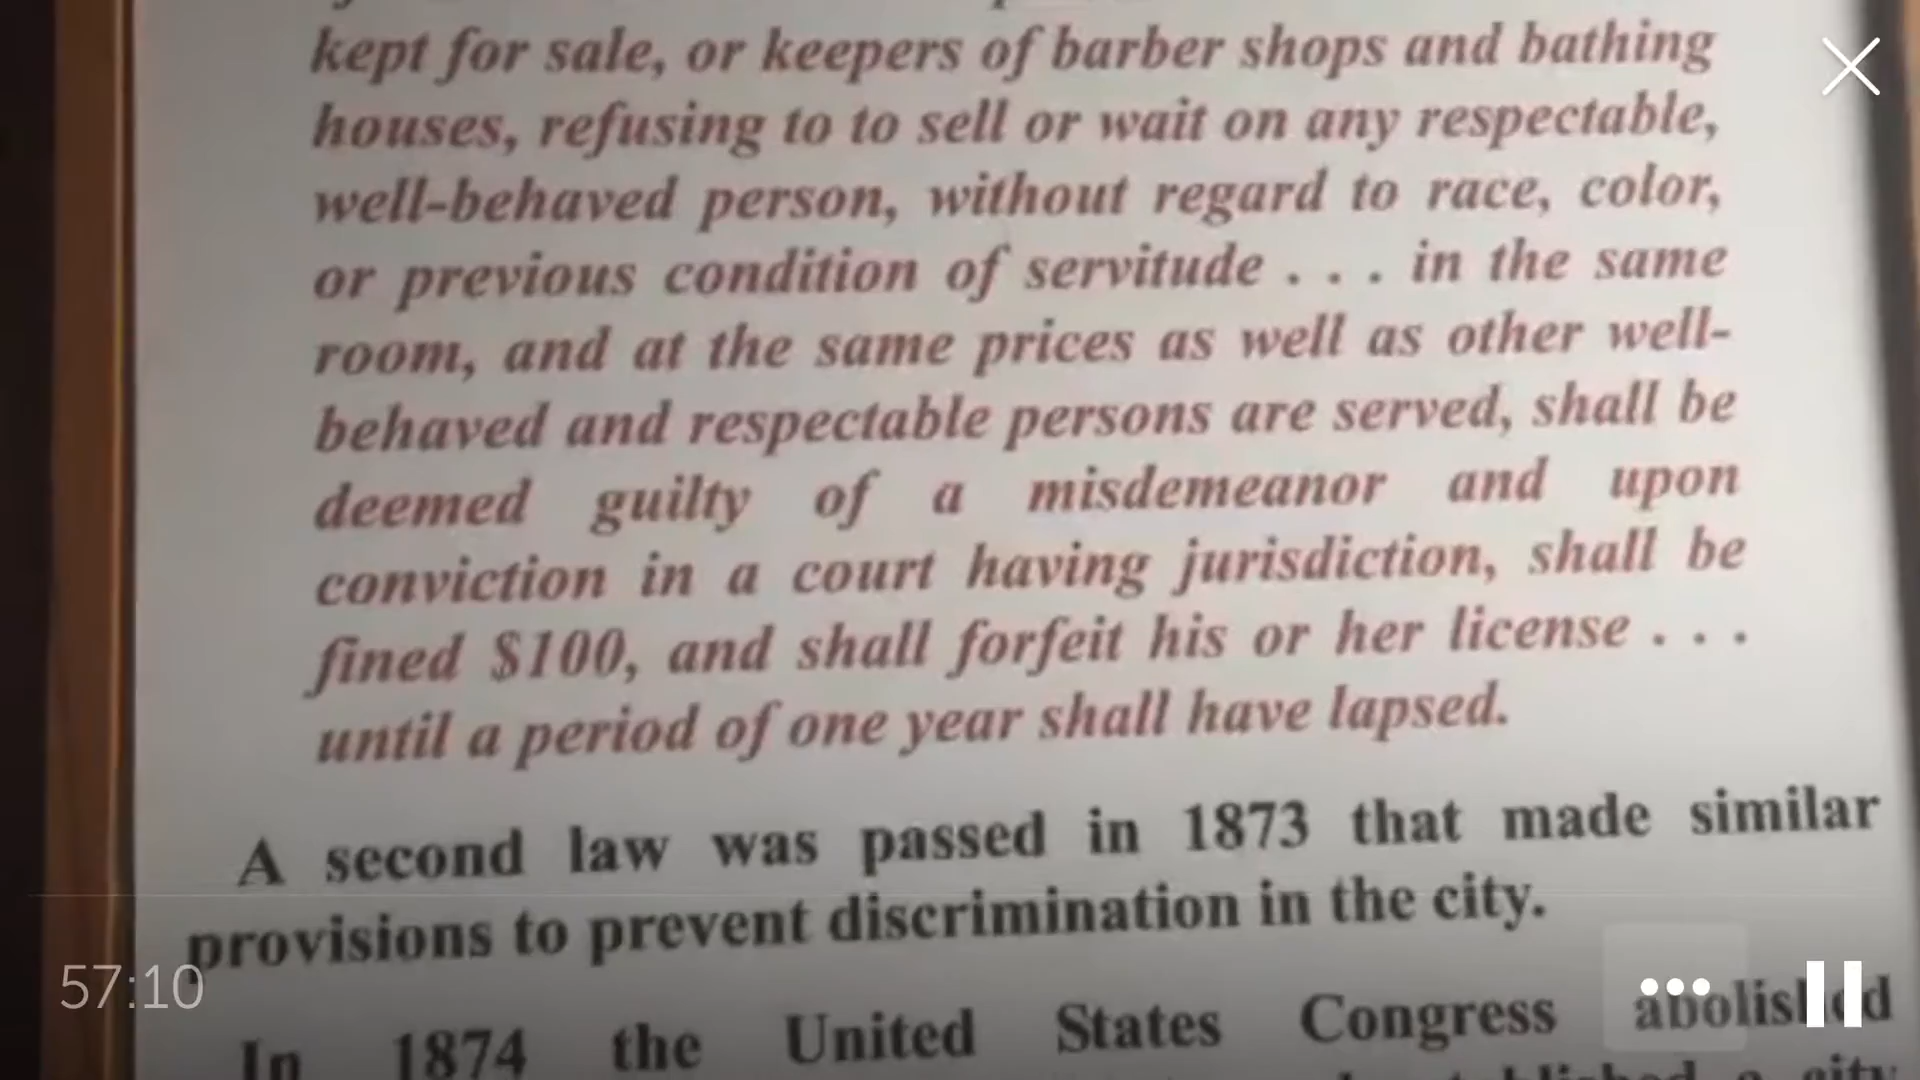 kept for sale, or keepers of barber shops and bathing
houses, refusing to to sell or wait on any respectable,
well-behaved person, without regard to race, color,
or previous condition of servitude . . . in the same
room, and at the same prices as well as other well-
behaved and respectable persons are served, shall be
deemed guilty of a misdemeanor and upon
conviction in a court having jurisdiction, shall be
fined $100, and shall forfeit his or her license . . .
until a period of one year shall have lapsed.
A second law was passed in 1873 that made similar
provisions to prevent discrimination in the city.
57:10
In 1874 the United States Congress abolished
a city